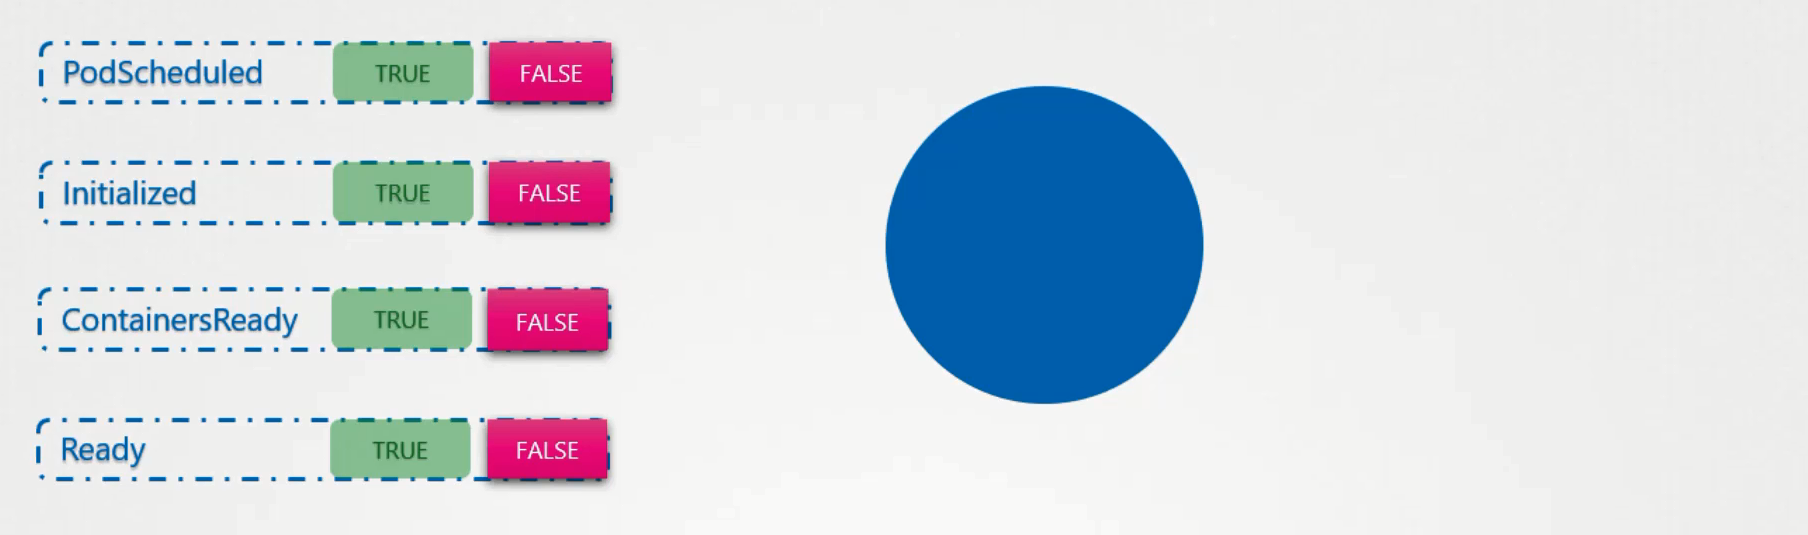 PodScheduled TRUE FALSE
Initialized TRUE FALSE
ContainersReady TRUE FALSE
Ready TRUE FALSE